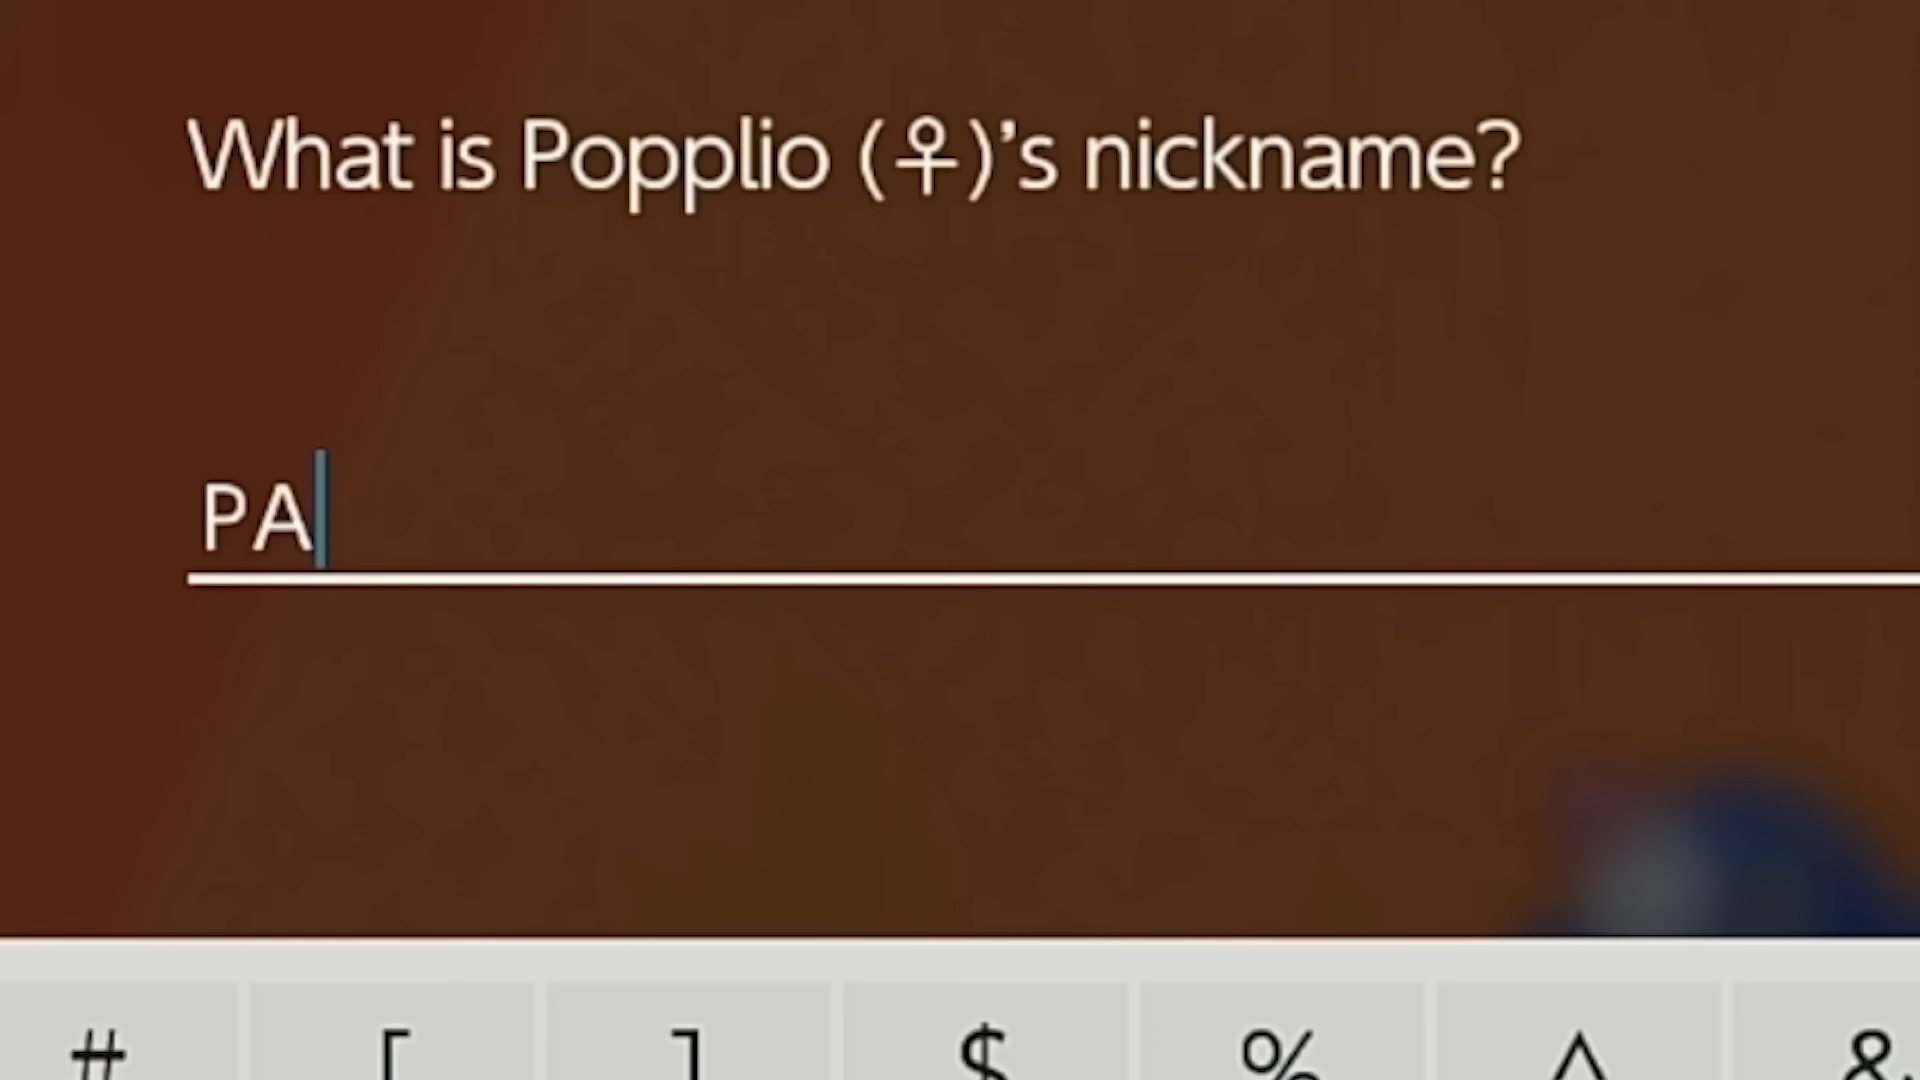 What is Popplio (♀)’s nickname?
PA
# [ ] $ % ^ &